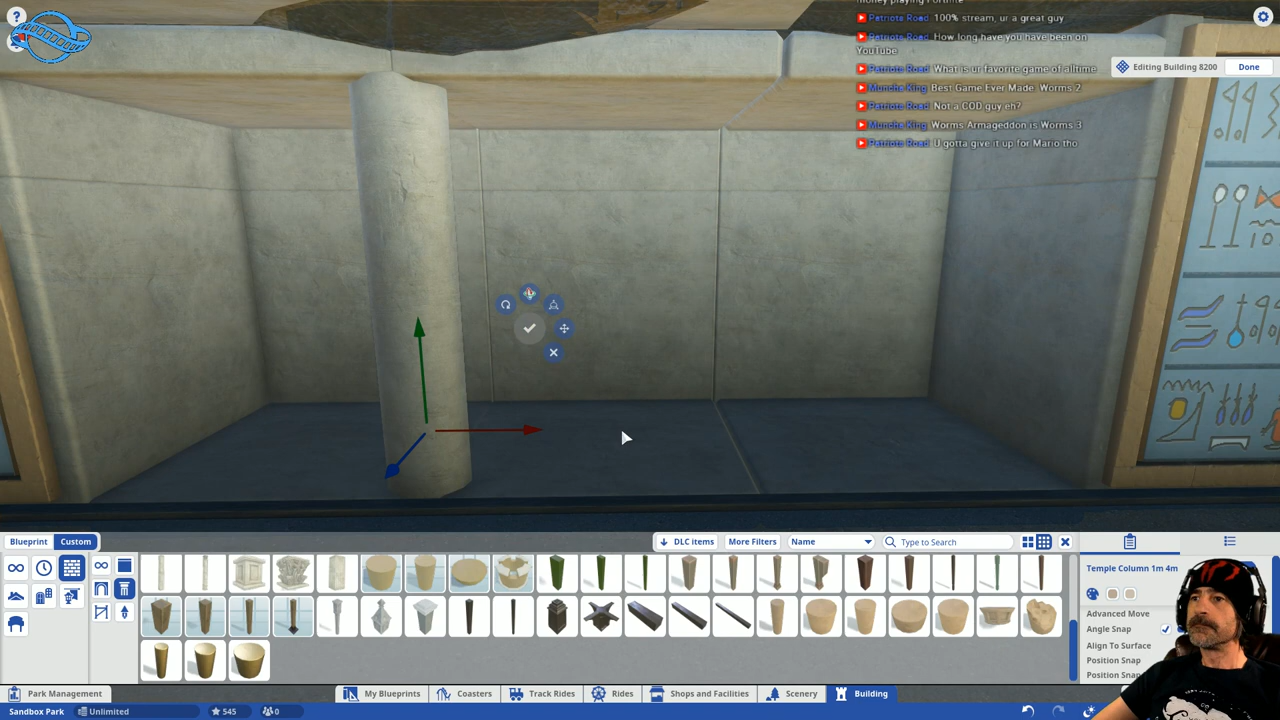 ?
money playing Fortnite
Patriots Road 100% stream, ur a great guy
Patriots Road How long have you have been on
YouTube
Patriots Road What is ur favorite game of alltime
Muncha King Best Game Ever Made. Worms 2
Patriots Road Not a COD guy eh?
Muncha King Worms Armageddon is Worms 3
Patriots Road U gotta give it up for Mario tho
Editing Building 8200 Done
Blueprint Custom
DLC items More Filters Name Type to Search
Temple Column 1m 4m
Advanced Move
Angle Snap
Align To Surface
Position Snap
Position Snap
Park Management My Blueprints Coasters Track Rides Rides Shops and Facilities Scenery Building
Sandbox Park Unlimited 545 0